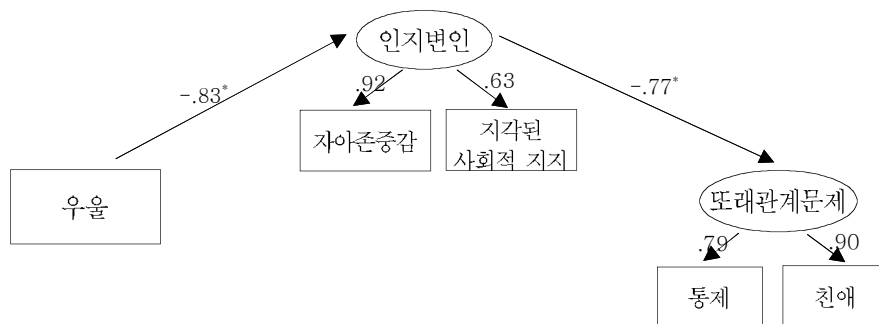 인지변인
-.83*
-.77*
.92
.63
자아존중감
지각된
사회적 지지
우울
또래관계문제
.79
.90
통제
친애